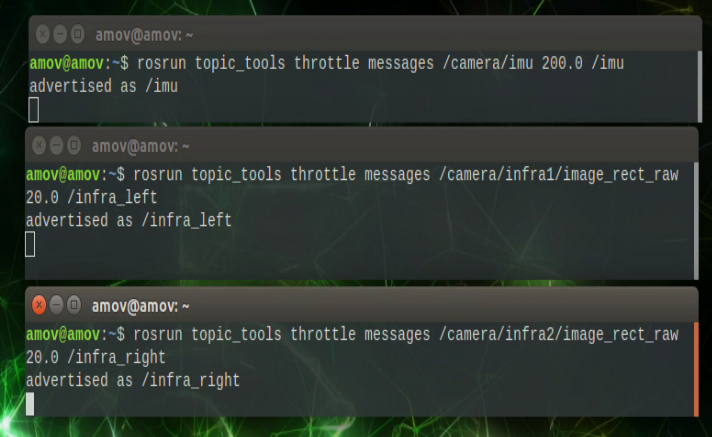 amov@amov: ~
amov@amov:~$ rosrun topic_tools throttle messages /camera/imu 200.0 /imu
advertised as /imu
amov@amov: ~
amov@amov:~$ rosrun topic_tools throttle messages /camera/infra1/image_rect_raw
20.0 /infra_left
advertised as /infra_left
amov@amov: ~
amov@amov:~$ rosrun topic_tools throttle messages /camera/infra2/image_rect_raw
20.0 /infra_right
advertised as /infra_right